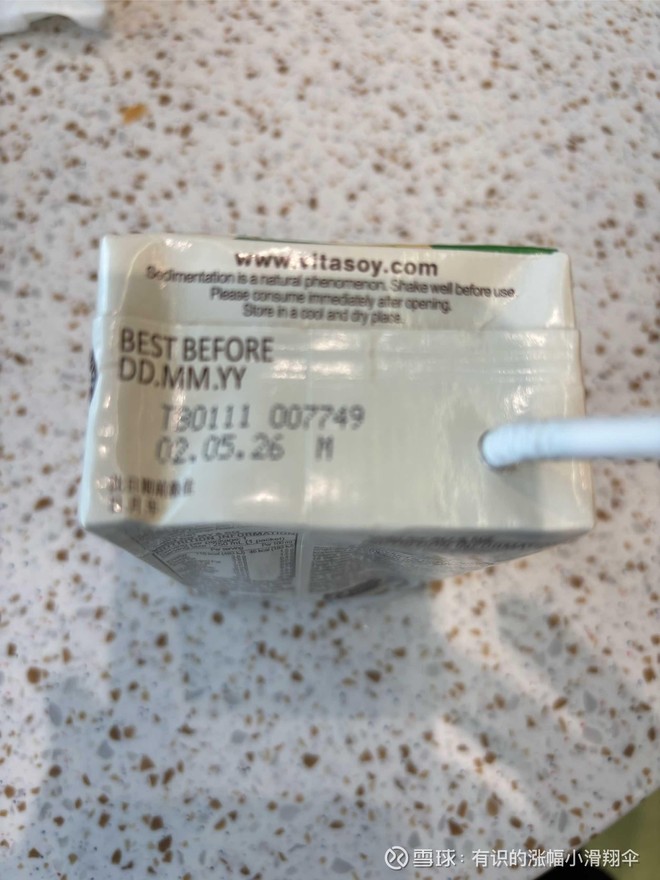 www.vitasoy.com
Sedimentation is a natural phenomenon. Shake well before use.
Please consume immediately after opening.
Store in a cool and dry place.
BEST BEFORE
DD.MM.YY
TB0111 007749
02.05.26 M
雪球：有识的涨幅小滑翔伞